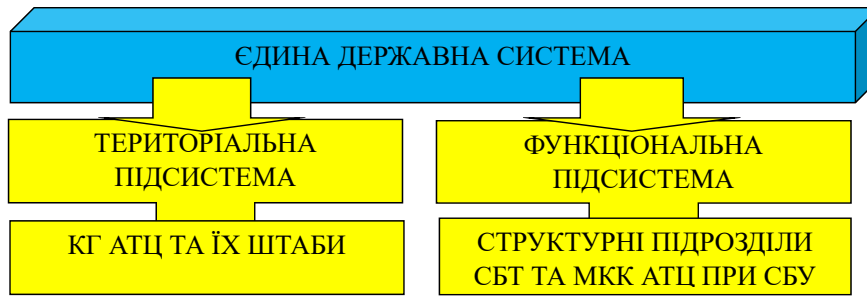 ЄДИНА ДЕРЖАВНА СИСТЕМА
ТЕРИТОРІАЛЬНА
ПІДСИСТЕМА
КГ АТЦ ТА ЇХ ШТАБИ
ФУНКЦІОНАЛЬНА
ПІДСИСТЕМА
СТРУКТУРНІ ПІДРОЗДІЛИ
СБТ ТА МКК АТЦ ПРИ СБУ